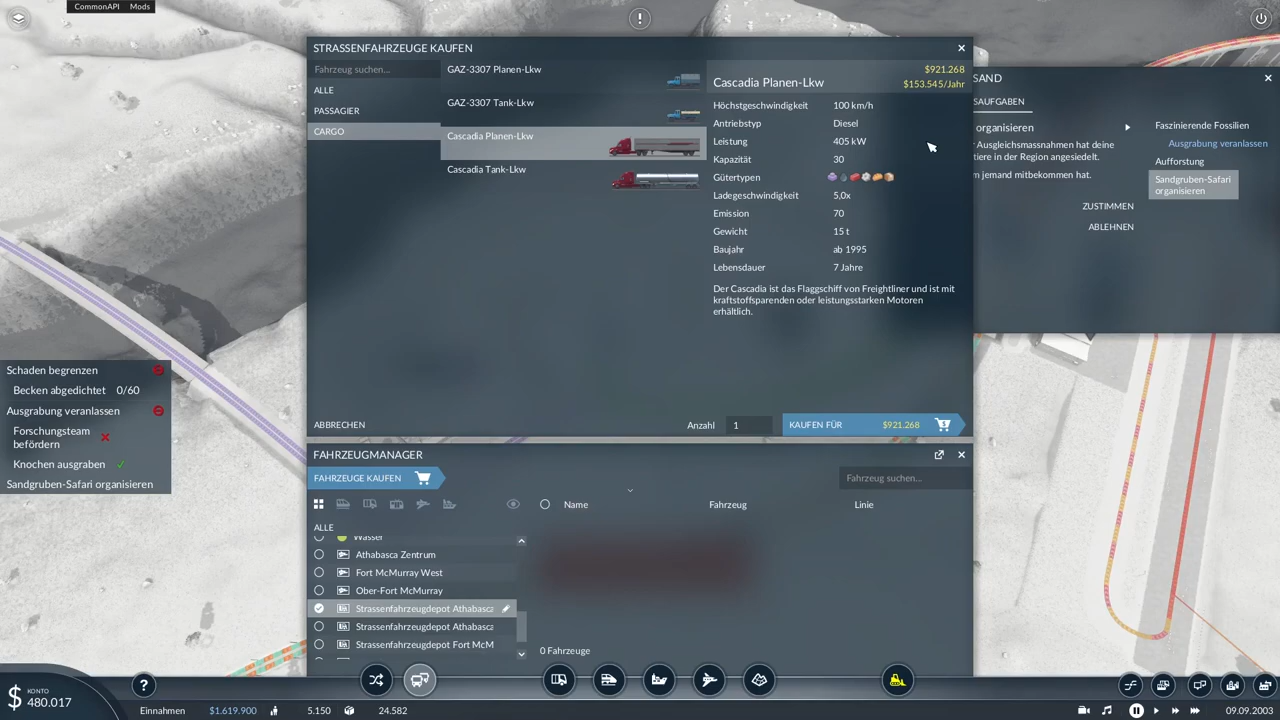 CommonAPI Mods
STRASSENFAHRZEUGE KAUFEN
Fahrzeug suchen...
ALLE
PASSAGIER
CARGO
GAZ-3307 Planen-Lkw
GAZ-3307 Tank-Lkw
Cascadia Planen-Lkw
Cascadia Tank-Lkw
$921.268
Cascadia Planen-Lkw
$153.545/Jahr
Höchstgeschwindigkeit 100 km/h
Antriebstyp Diesel
Leistung 405 kW
Kapazität 30
Gütertypen
Ladegeschwindigkeit 5,0x
Emission 70
Gewicht 15 t
Baujahr ab 1995
Lebensdauer 7 Jahre
Der Cascadia ist das Flaggschiff von Freightliner und ist mit
kraftstoffsparenden oder leistungsstarken Motoren
erhältlich.
ABBRECHEN
Anzahl 1
KAUFEN FÜR $921.268
SAND
SAUFGABEN
organisieren
Ausgleichsmassnahmen hat deine
tiere in der Region angesiedelt.
m jemand mitbekommen hat.
ZUSTIMMEN
ABLEHNEN
Faszinierende Fossilien
Ausgrabung veranlassen
Aufforstung
Sandgruben-Safari
organisieren
Schaden begrenzen
Becken abgedichtet 0/60
Ausgrabung veranlassen
Forschungsteam
befördern
Knochen ausgraben
Sandgruben-Safari organisieren
FAHRZEUGMANAGER
FAHRZEUGE KAUFEN
Fahrzeug suchen...
Name Fahrzeug Linie
ALLE
Wasser
Athabasca Zentrum
Fort McMurray West
Ober-Fort McMurray
Strassenfahrzeugdepot Athabasca
Strassenfahrzeugdepot Athabasca
Strassenfahrzeugdepot Fort McM
0 Fahrzeuge
KONTO
$ 480.017
?
Einnahmen $1.619.900 5.150 24.582
09.09.2003